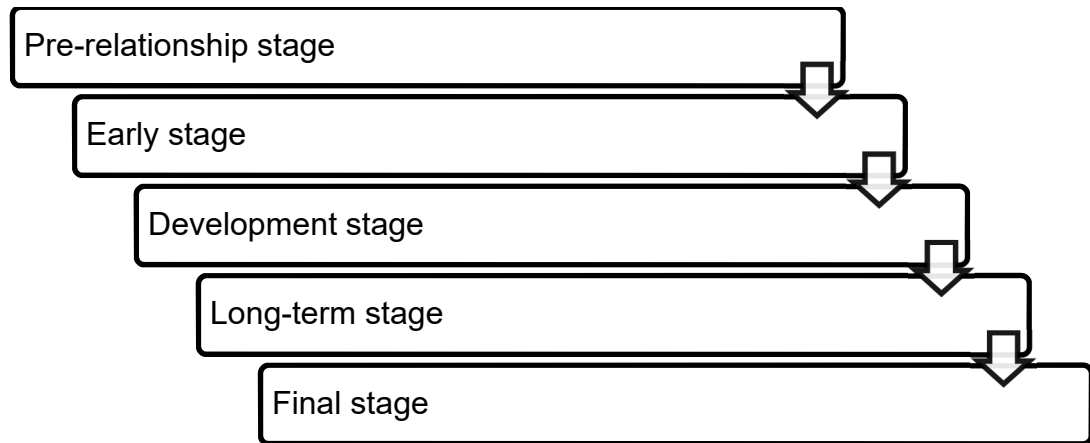 Pre-relationship stage
Early stage
Development stage
Long-term stage
Final stage